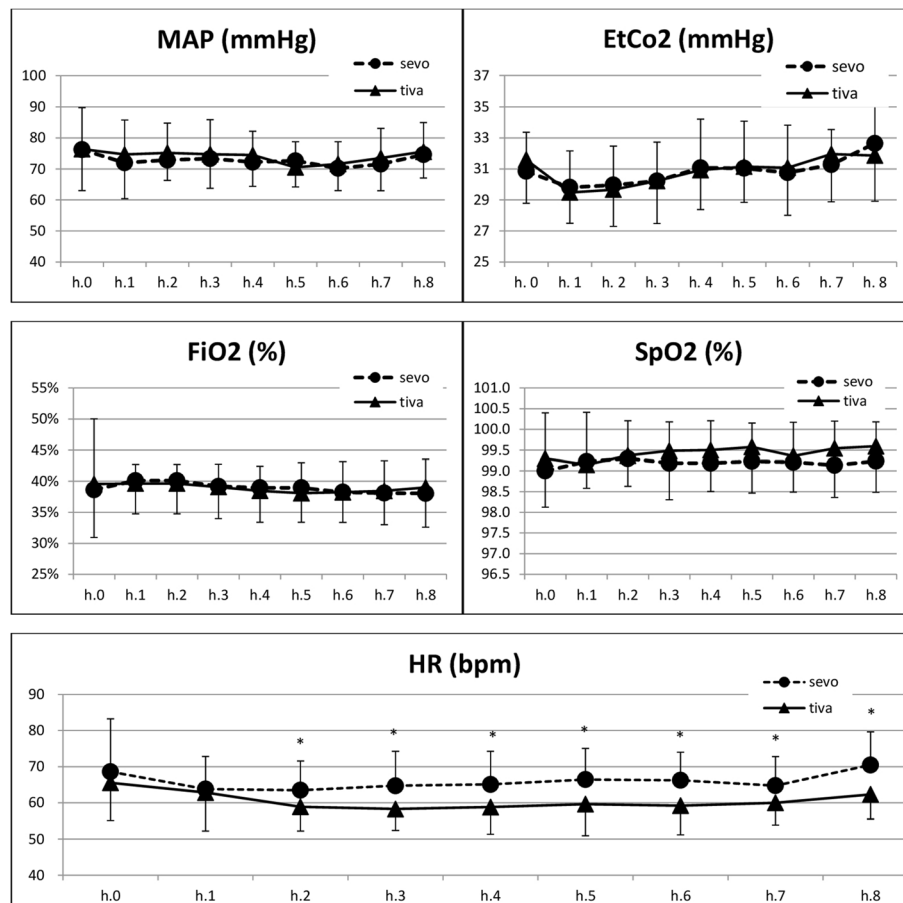 MAP (mmHg)
sevo
tiva
100
90
80
70
60
50
40
h.0 h.1 h.2 h.3 h.4 h.5 h.6 h.7 h.8
EtCo2 (mmHg)
sevo
tiva
37
35
33
31
29
27
25
h. 0 h. 1 h. 2 h. 3 h. 4 h. 5 h. 6 h. 7 h. 8
FiO2 (%)
sevo
tiva
55%
50%
45%
40%
35%
30%
25%
h.0 h.1 h.2 h.3 h.4 h.5 h.6 h.7 h.8
SpO2 (%)
sevo
tiva
101.0
100.5
100.0
99.5
99.0
98.5
98.0
97.5
97.0
96.5
h.0 h.1 h.2 h.3 h.4 h.5 h.6 h.7 h.8
HR (bpm)
sevo
tiva
90
80
70
60
50
40
* * * * * * *
h.0 h.1 h.2 h.3 h.4 h.5 h.6 h.7 h.8